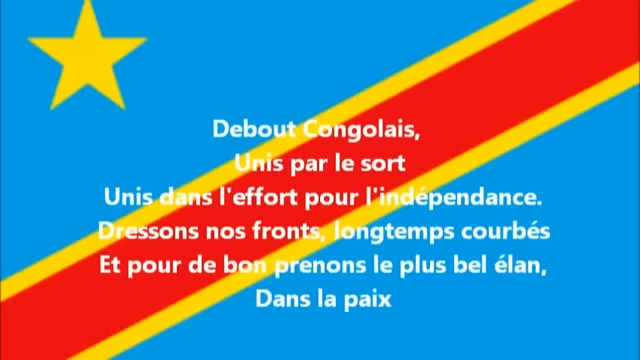 Debout Congolais,
Unis par le sort
Unis dans l'effort pour l'indépendance.
Dressons nos fronts, longtemps courbés
Et pour de bon prenons le plus bel élan,
Dans la paix